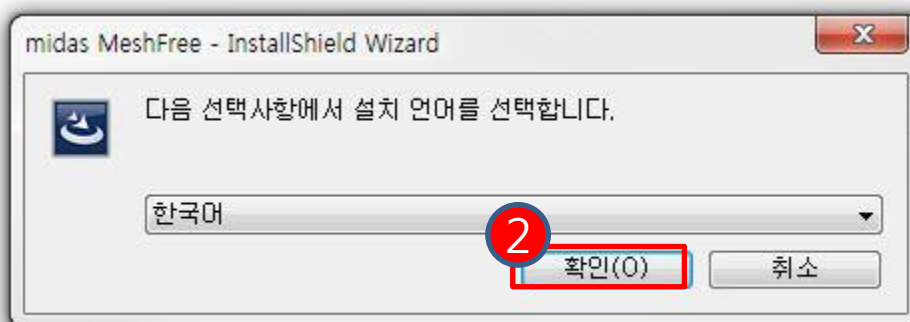 midas MeshFree - InstallShield Wizard
다음 선택사항에서 설치 언어를 선택합니다.
한국어
2
확인(O)
취소